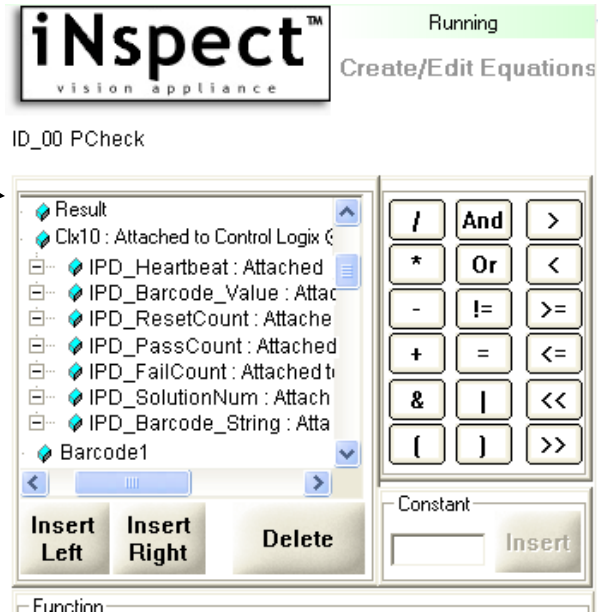 iNspect™
vision appliance
Running
Create/Edit Equations
ID_00 PCheck
Result
Clx10 : Attached to Control Logix
IPD_Heartbeat : Attached
IPD_Barcode_Value : Attac
IPD_ResetCount : Attache
IPD_PassCount : Attached
IPD_FailCount : Attached t
IPD_SolutionNum : Attach
IPD_Barcode_String : Atta
Barcode1
/ And >
* Or <
- != >=
+ = <=
& | <<
( ) >>
Insert Left
Insert Right
Delete
Constant
Insert
Function